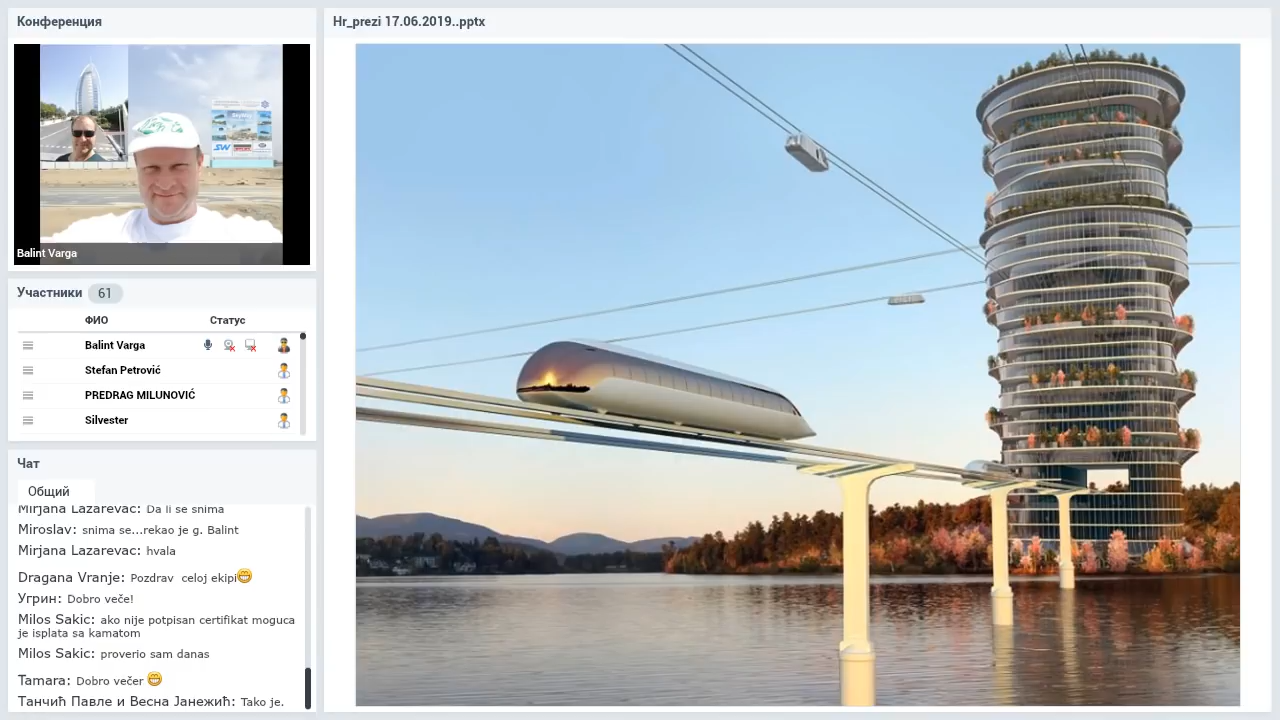 Конференция
Hr_prezi 17.06.2019..pptx
SkyWay
SW
Balint Varga
Участники 61
ФИО Статус
Balint Varga
Stefan Petrović
PREDRAG MILUNOVIĆ
Silvester
Чат
Общий
Mirjana Lazarevac: Da li se snima
Miroslav: snima se...rekao je g. Balint
Mirjana Lazarevac: hvala
Dragana Vranje: Pozdrav celoj ekipi
Угрин: Dobro veče!
Milos Sakic: ako nije potpisan certifikat moguca
je isplata sa kamatom
Milos Sakic: proverio sam danas
Tamara: Dobro večer
Танчић Павле и Весна Јанежић: Tako je.